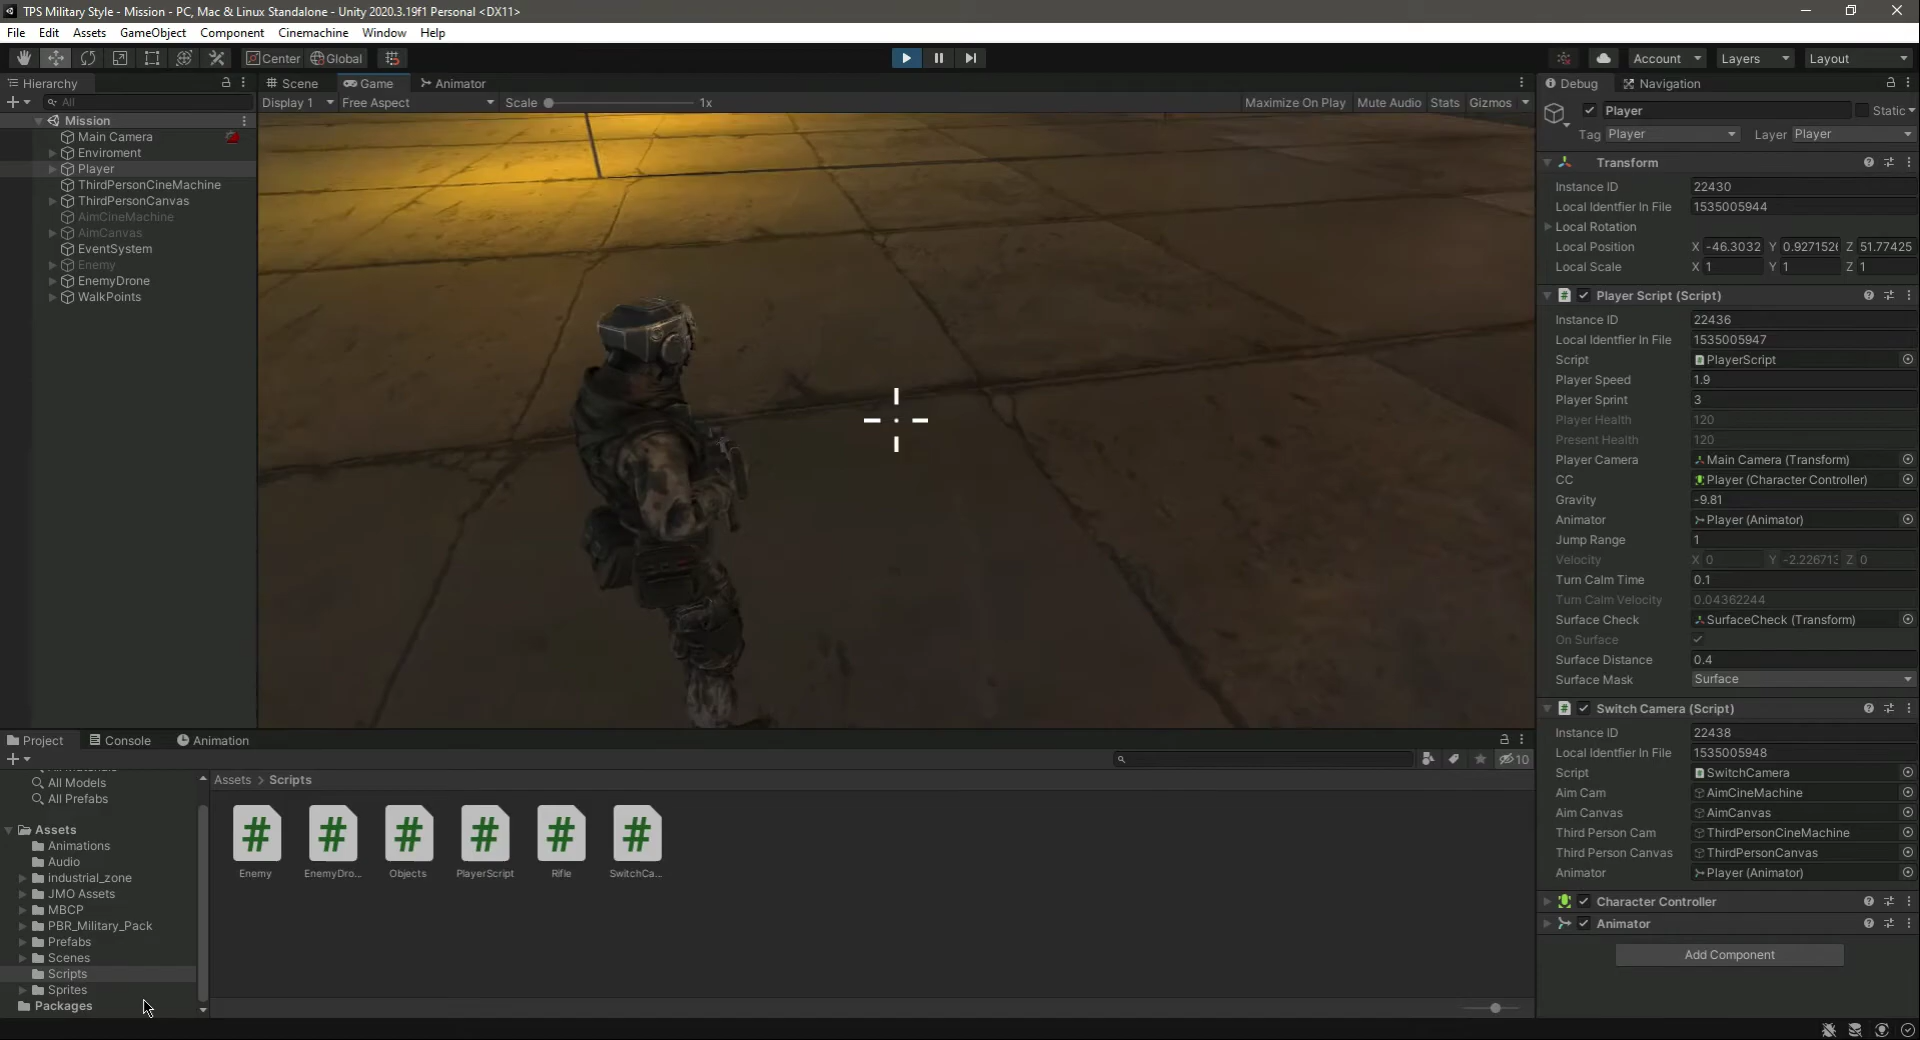 TPS Military Style - Mission - PC, Mac & Linux Standalone - Unity 2020.3.19f1 Personal <DX11>
File Edit Assets GameObject Component Cinemachine Window Help
Center Global Account Layers Layout
Hierarchy Scene Game Animator Debug Navigation
All Display 1 Free Aspect Scale 1x Maximize On Play Mute Audio Stats Gizmos
Mission
Main Camera
Enviroment
Player
ThirdPersonCineMachine
ThirdPersonCanvas
AimCineMachine
AimCanvas
EventSystem
Enemy
EnemyDrone
WalkPoints
Player Static
Tag Player Layer Player
Transform
Instance ID 22430
Local Identfier In File 1535005944
Local Rotation
Local Position X -46.3032 Y 0.927152 Z 51.77425
Local Scale X 1 Y 1 Z 1
Player Script (Script)
Instance ID 22436
Local Identfier In File 1535005947
Script PlayerScript
Player Speed 1.9
Player Sprint 3
Player Health 120
Present Health 120
Player Camera Main Camera (Transform)
CC Player (Character Controller)
Gravity -9.81
Animator Player (Animator)
Jump Range 1
Velocity X 0 Y -2.22671 Z 0
Turn Calm Time 0.1
Turn Calm Velocity 0.04362244
Surface Check SurfaceCheck (Transform)
On Surface
Surface Distance 0.4
Surface Mask Surface
Switch Camera (Script)
Instance ID 22438
Local Identfier In File 1535005948
Script SwitchCamera
Aim Cam AimCineMachine
Aim Canvas AimCanvas
Third Person Cam ThirdPersonCineMachine
Third Person Canvas ThirdPersonCanvas
Animator Player (Animator)
Character Controller
Animator
Add Component
Project Console Animation
10
All Models
All Prefabs
Assets
Animations
Audio
industrial_zone
JMO Assets
MBCP
PBR_Military_Pack
Prefabs
Scenes
Scripts
Sprites
Packages
Assets > Scripts
Enemy EnemyDro... Objects PlayerScript Rifle SwitchCa...